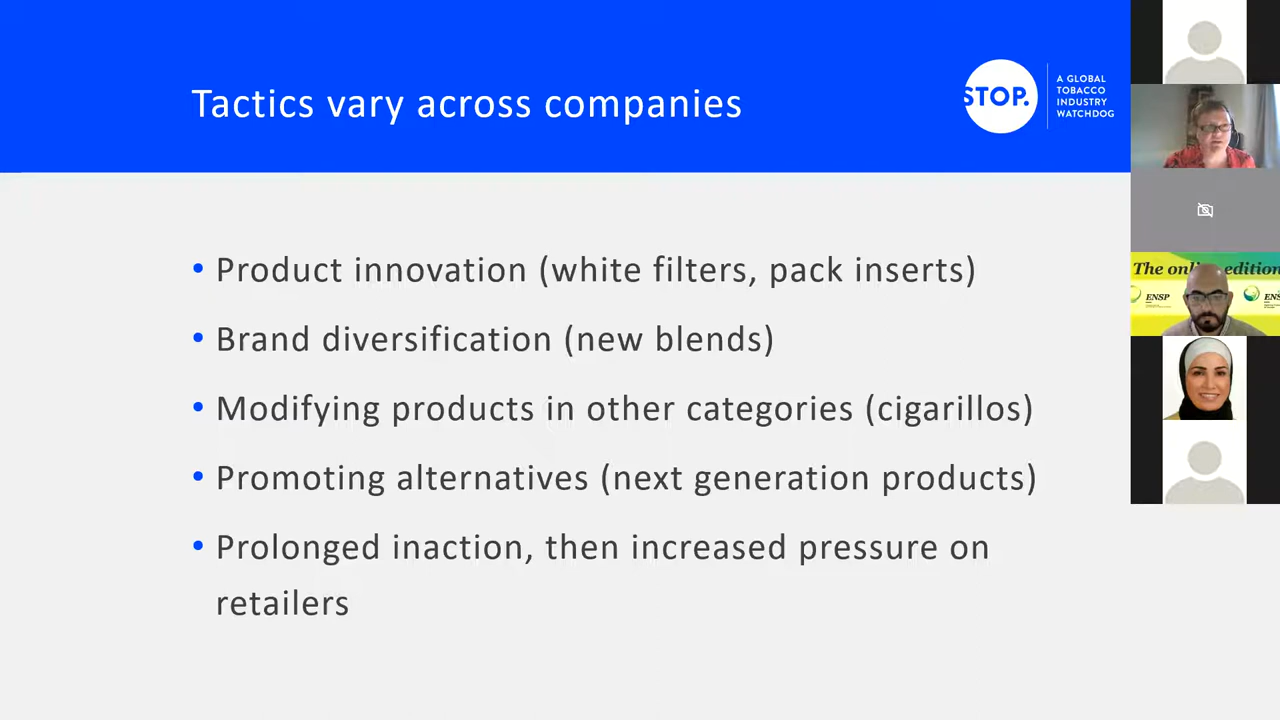 Tactics vary across companies
STOP.
A GLOBAL
TOBACCO
INDUSTRY
WATCHDOG
• Product innovation (white filters, pack inserts)
• Brand diversification (new blends)
• Modifying products in other categories (cigarillos)
• Promoting alternatives (next generation products)
• Prolonged inaction, then increased pressure on
retailers
The edition
ENSP